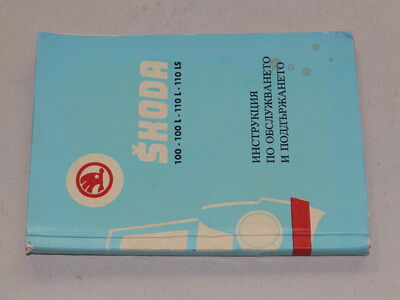 ŠKODA
100 - 100 L - 110 L - 110 LS
ИНСТРУКЦИЯ
ПО ОБСЛУЖВАНЕТО
И ПОДДЪРЖАНЕТО